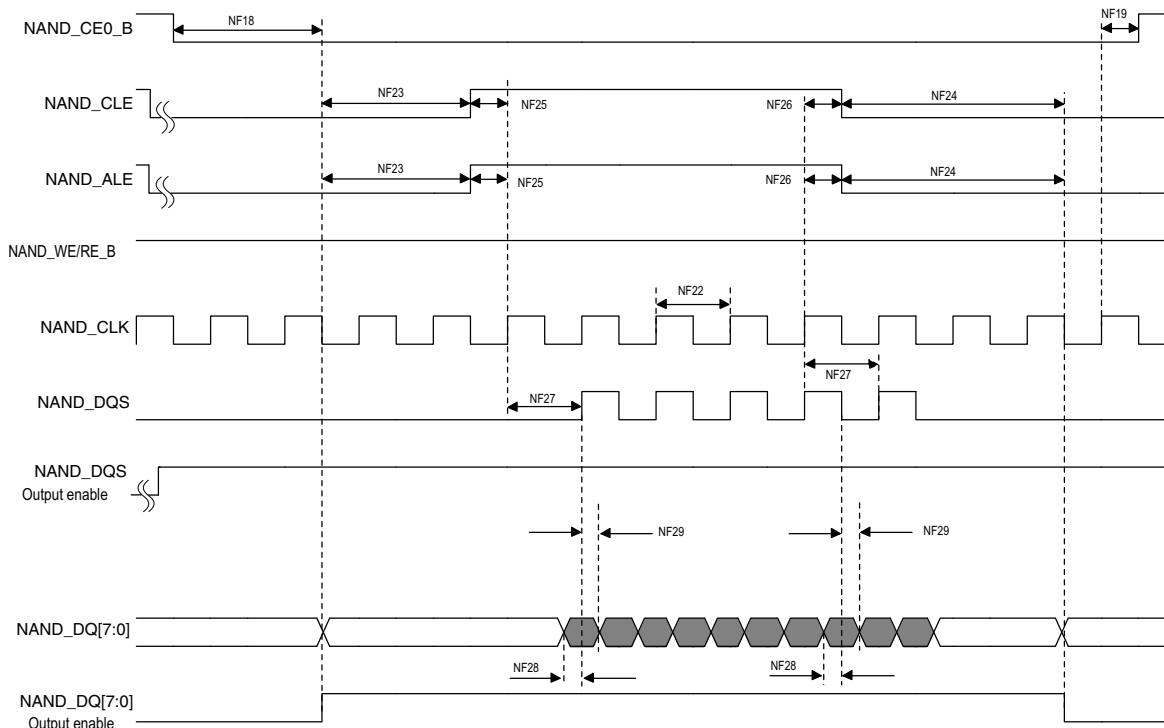 NF18
NF19
NAND_CE0_B
NF23
NF25
NF26
NF24
NAND_CLE
NF23
NF25
NF26
NF24
NAND_ALE
NAND_WE/RE_B
NF22
NAND_CLK
NF27
NF27
NAND_DQS
NAND_DQS
Output enable
NF29
NF29
NAND_DQ[7:0]
NF28
NF28
NAND_DQ[7:0]
Output enable